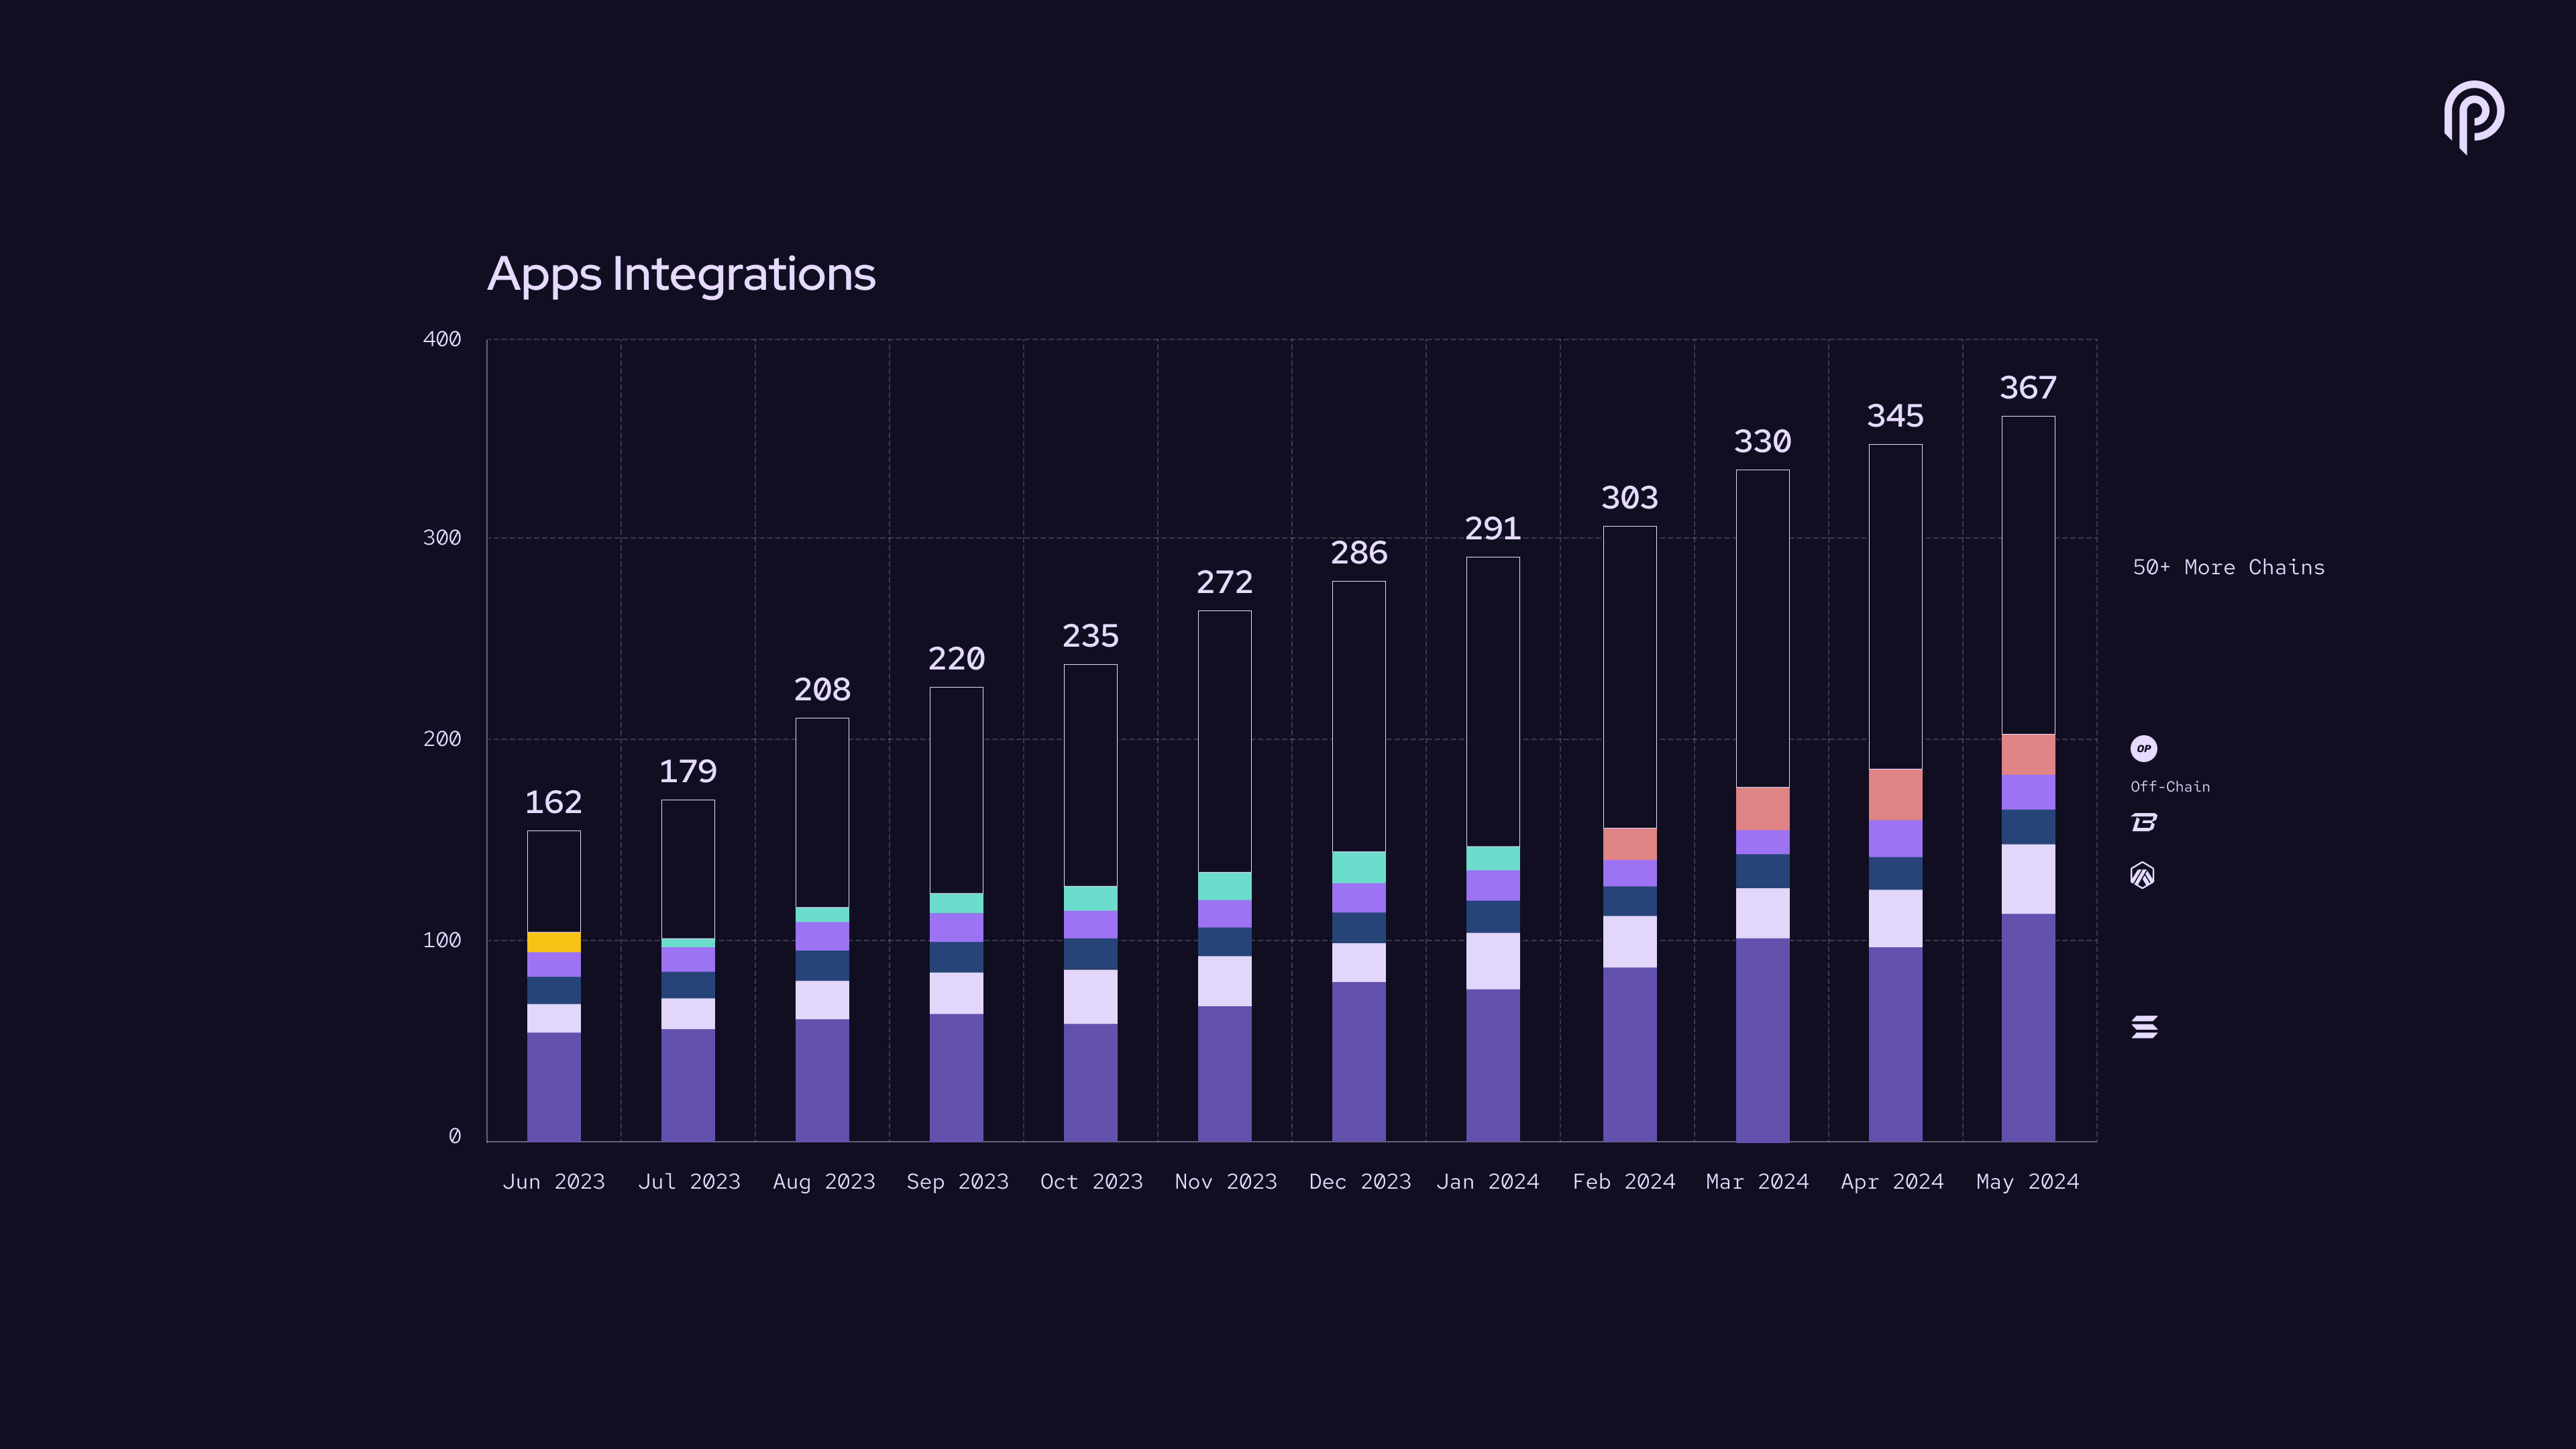 Apps Integrations
400
300
200
100
0
162
179
208
220
235
272
286
291
303
330
345
367
50+ More Chains
OP
Off-Chain
Jun 2023
Jul 2023
Aug 2023
Sep 2023
Oct 2023
Nov 2023
Dec 2023
Jan 2024
Feb 2024
Mar 2024
Apr 2024
May 2024